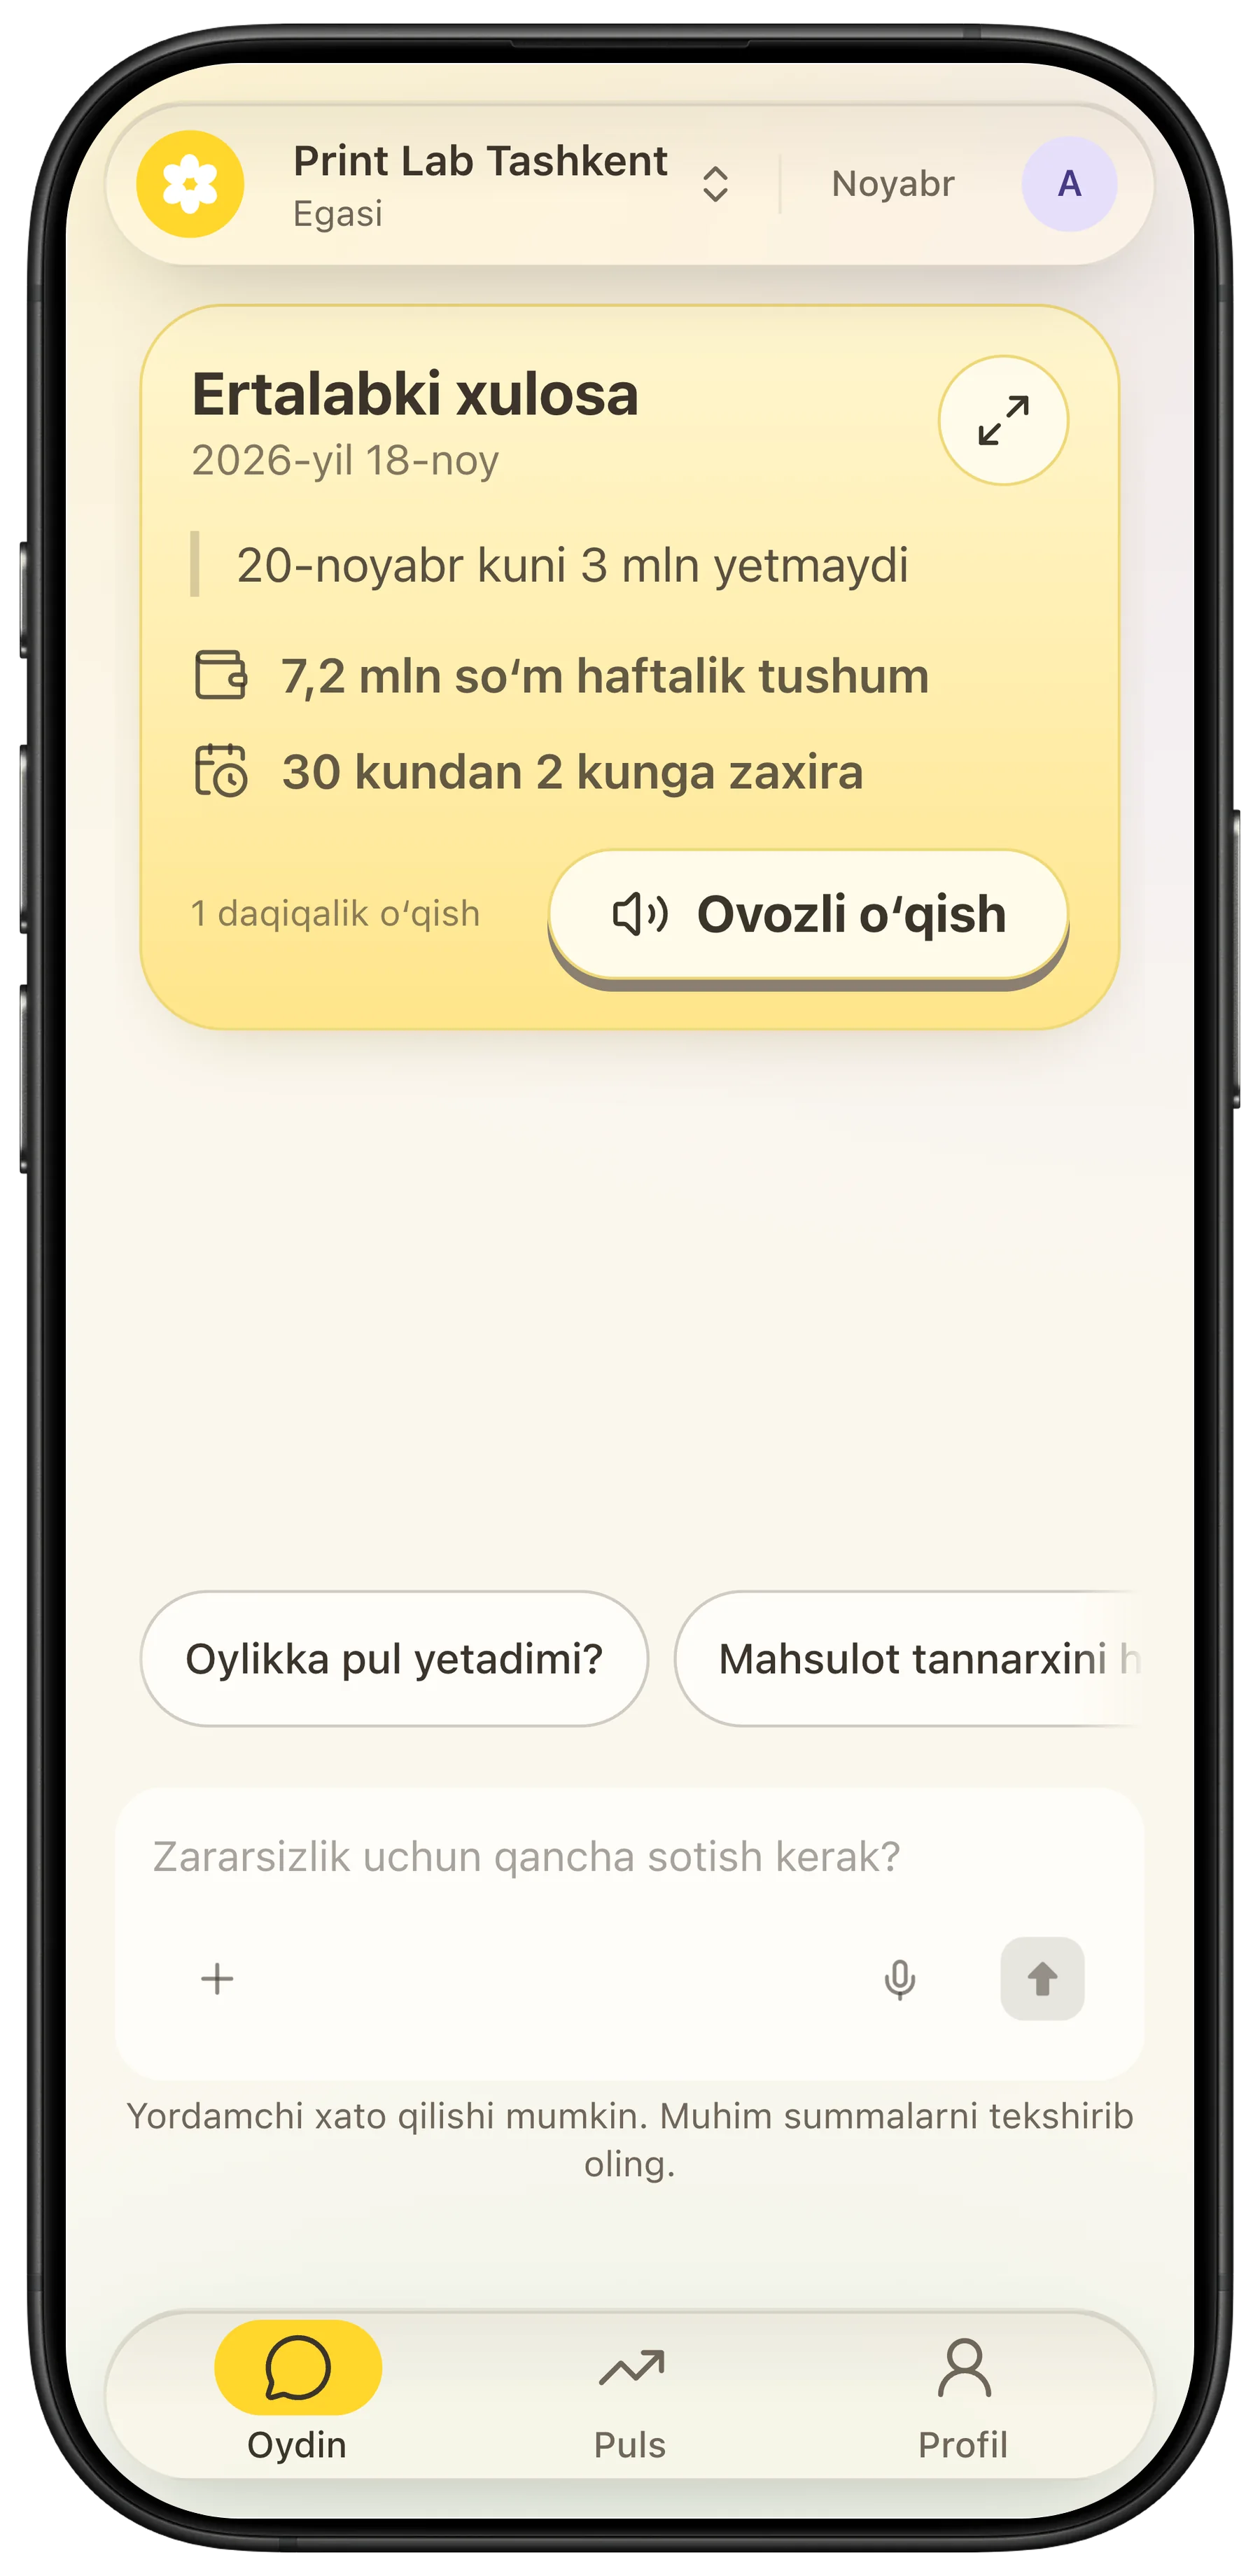 Print Lab Tashkent
Egasi
Noyabr
A
Ertalabki xulosa
2026-yil 18-noy
20-noyabr kuni 3 mln yetmaydi
7,2 mln so‘m haftalik tushum
30 kundan 2 kunga zaxira
1 daqiqalik o‘qish
Ovozli o‘qish
Oylikka pul yetadimi?
Mahsulot tannarxini h
Zararsizlik uchun qancha sotish kerak?
Yordamchi xato qilishi mumkin. Muhim summalarni tekshirib
oling.
Oydin
Puls
Profil